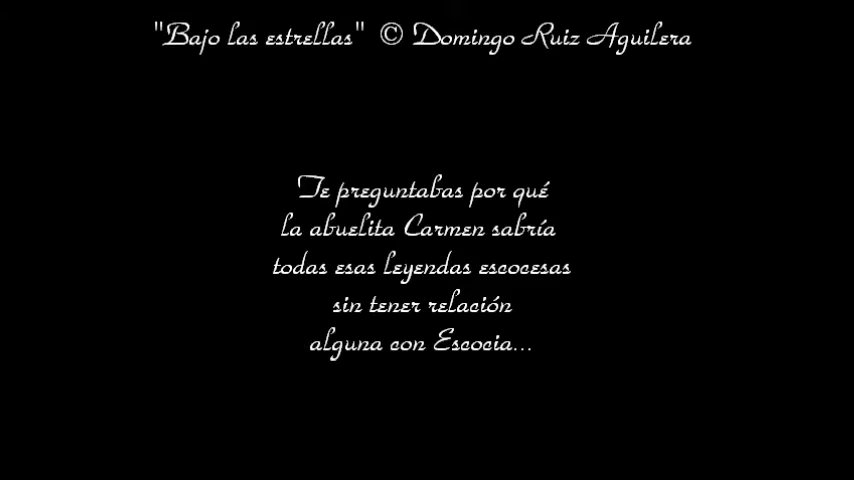 "Bajo las estrellas" © Domingo Ruiz Aguilera
Te preguntabas por qué
la abuelita Carmen sabría
todas esas leyendas escocesas
sin tener relación
alguna con Escocia...